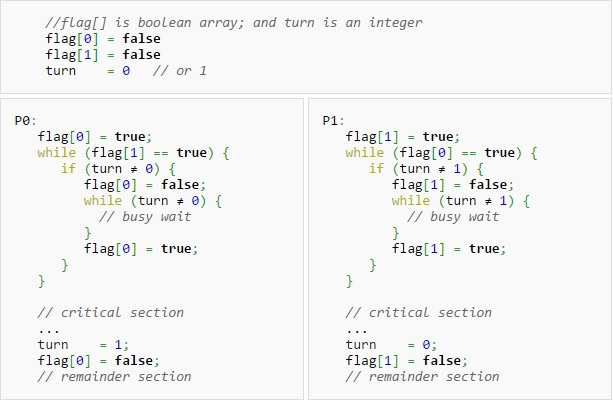 //flag[] is boolean array; and turn is an integer
flag[0] = false
flag[1] = false
turn    = 0   // or 1
P0:
   flag[0] = true;
   while (flag[1] == true) {
      if (turn ≠ 0) {
         flag[0] = false;
         while (turn ≠ 0) {
           // busy wait
         }
         flag[0] = true;
      }
   }

   // critical section
   ...
   turn    = 1;
   flag[0] = false;
   // remainder section
P1:
   flag[1] = true;
   while (flag[0] == true) {
      if (turn ≠ 1) {
         flag[1] = false;
         while (turn ≠ 1) {
           // busy wait
         }
         flag[1] = true;
      }
   }

   // critical section
   ...
   turn    = 0;
   flag[1] = false;
   // remainder section